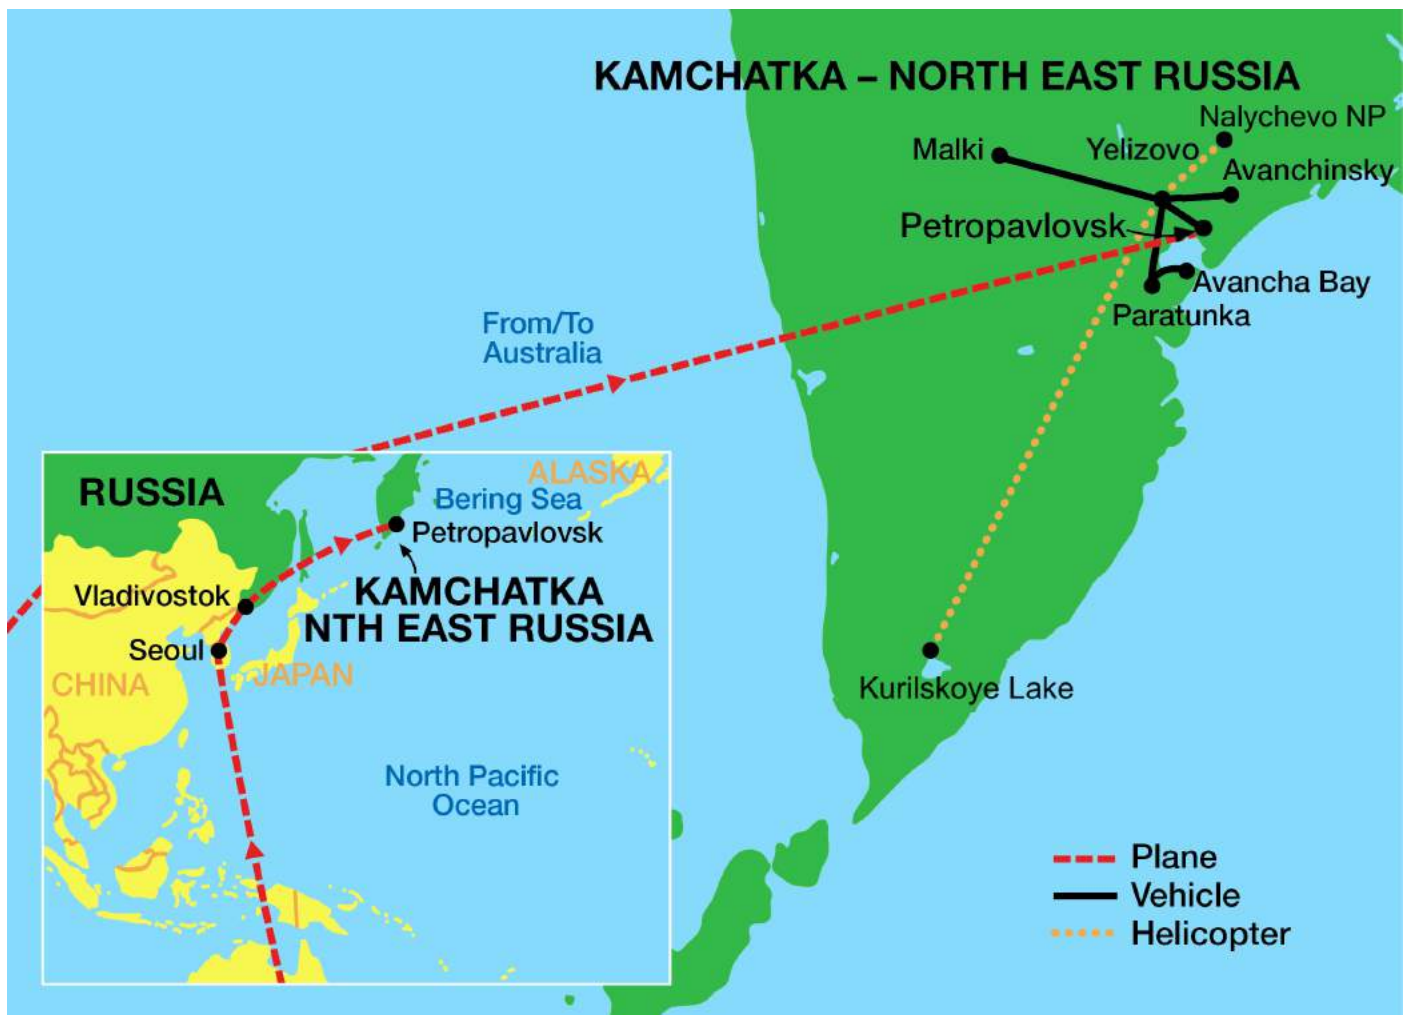 KAMCHATKA – NORTH EAST RUSSIA
Nalychevo NP
Malki
Yelizovo
Avanchinsky
Petropavlovsk
Avancha Bay
Paratunka
From/To
Australia
Kurilskoye Lake
RUSSIA
ALASKA
Bering Sea
Petropavlovsk
Vladivostok
KAMCHATKA
NTH EAST RUSSIA
Seoul
CHINA
JAPAN
North Pacific
Ocean
Plane
Vehicle
Helicopter